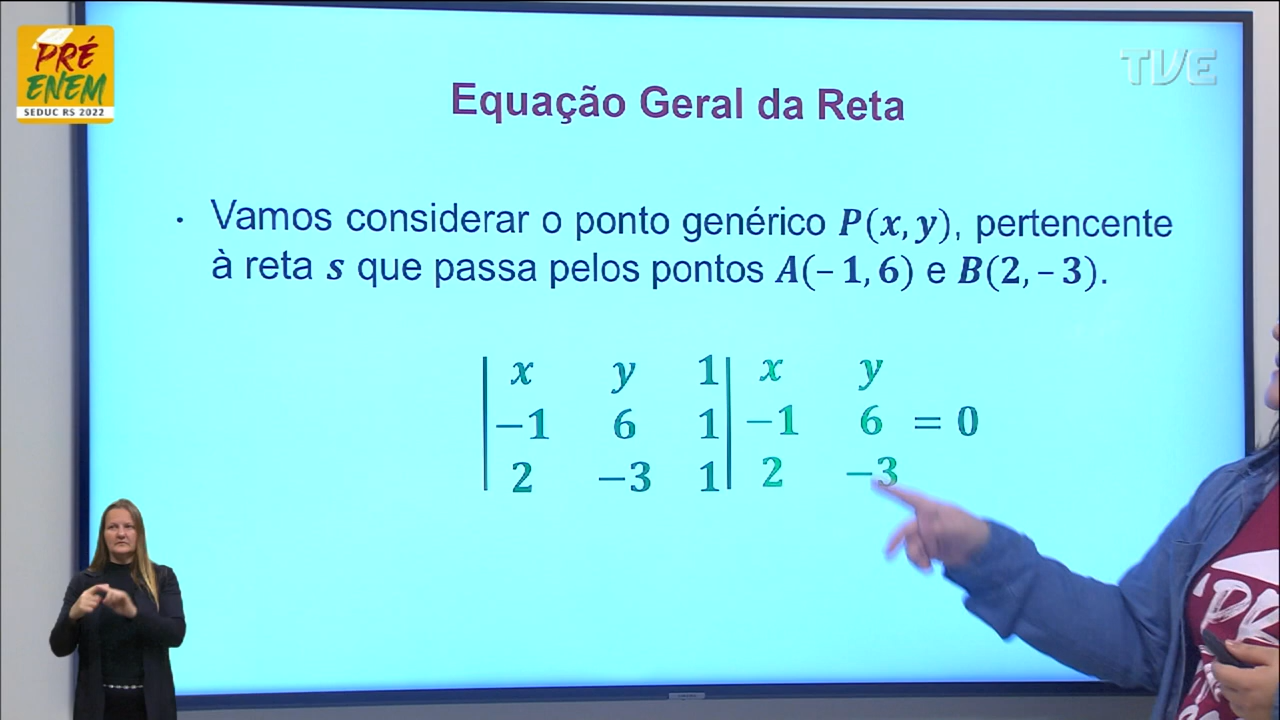 PRÉ
ENEM
SEDUC RS 2022
TVE
Equação Geral da Reta
· Vamos considerar o ponto genérico P(x, y), pertencente
à reta s que passa pelos pontos A(– 1, 6) e B(2, – 3).
| x y 1 | x y
| −1 6 1 | −1 6 = 0
| 2 −3 1 | 2 −3